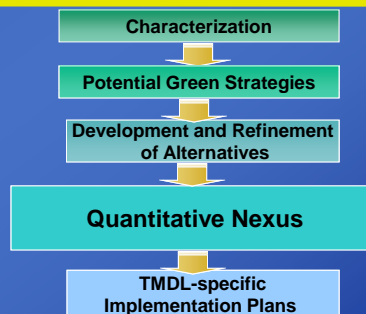 Characterization
Potential Green Strategies
Development and Refinement
of Alternatives
Quantitative Nexus
TMDL-specific
Implementation Plans